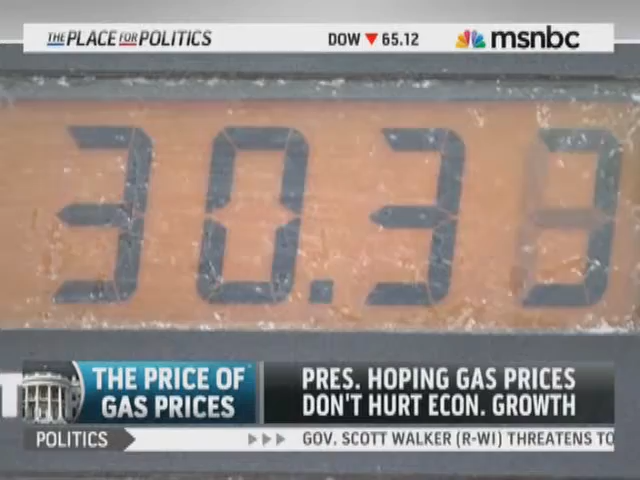 THE PLACE FOR POLITICS
DOW ▼ 65.12
msnbc
30.3
THE PRICE OF
GAS PRICES
PRES. HOPING GAS PRICES
DON'T HURT ECON. GROWTH
POLITICS
GOV. SCOTT WALKER (R-WI) THREATENS TO